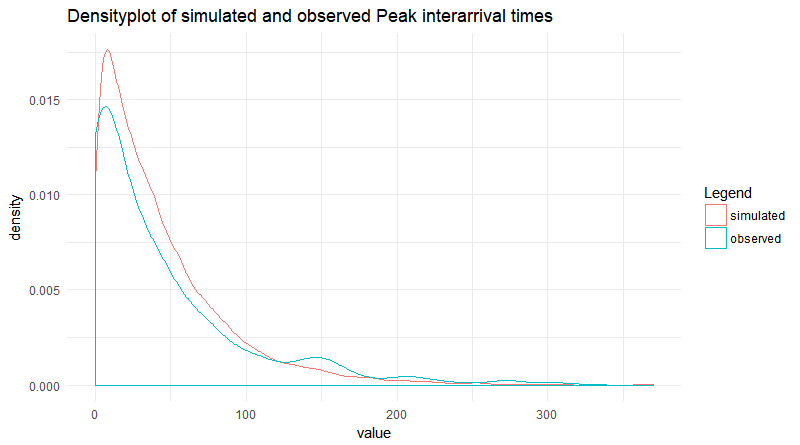 Densityplot of simulated and observed Peak interarrival times
0.015
0.010
0.005
0.000
density
0
100
200
300
value
Legend
simulated
observed